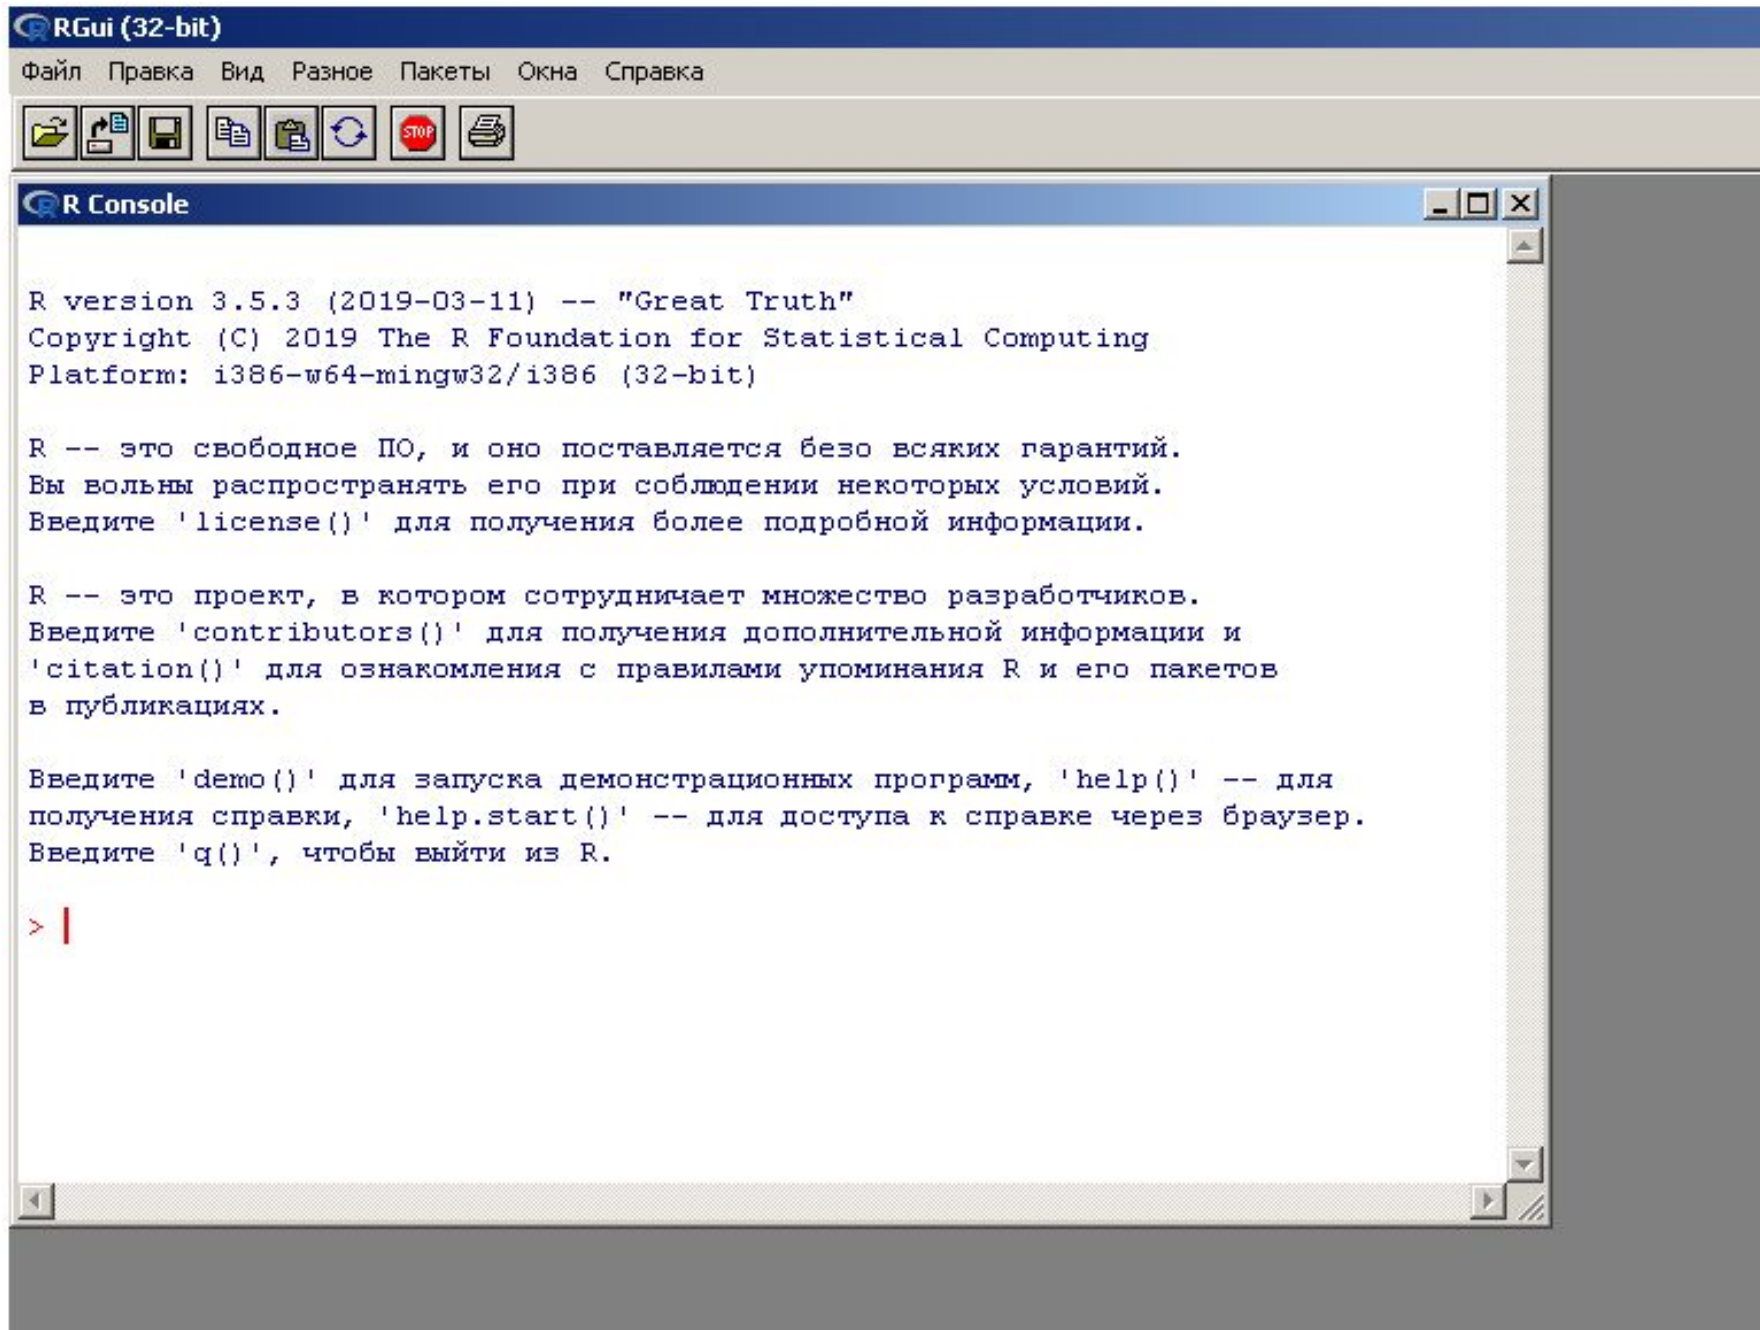 RGui (32-bit)
Файл Правка Вид Разное Пакеты Окна Справка
STOP
R Console
R version 3.5.3 (2019-03-11) -- "Great Truth"
Copyright (C) 2019 The R Foundation for Statistical Computing
Platform: i386-w64-mingw32/i386 (32-bit)
R -- это свободное ПО, и оно поставляется безо всяких гарантий.
Вы вольны распространять его при соблюдении некоторых условий.
Введите 'license()' для получения более подробной информации.
R -- это проект, в котором сотрудничает множество разработчиков.
Введите 'contributors()' для получения дополнительной информации и
'citation()' для ознакомления с правилами упоминания R и его пакетов
в публикациях.
Введите 'demo()' для запуска демонстрационных программ, 'help()' -- для
получения справки, 'help.start()' -- для доступа к справке через браузер.
Введите 'q()', чтобы выйти из R.
>